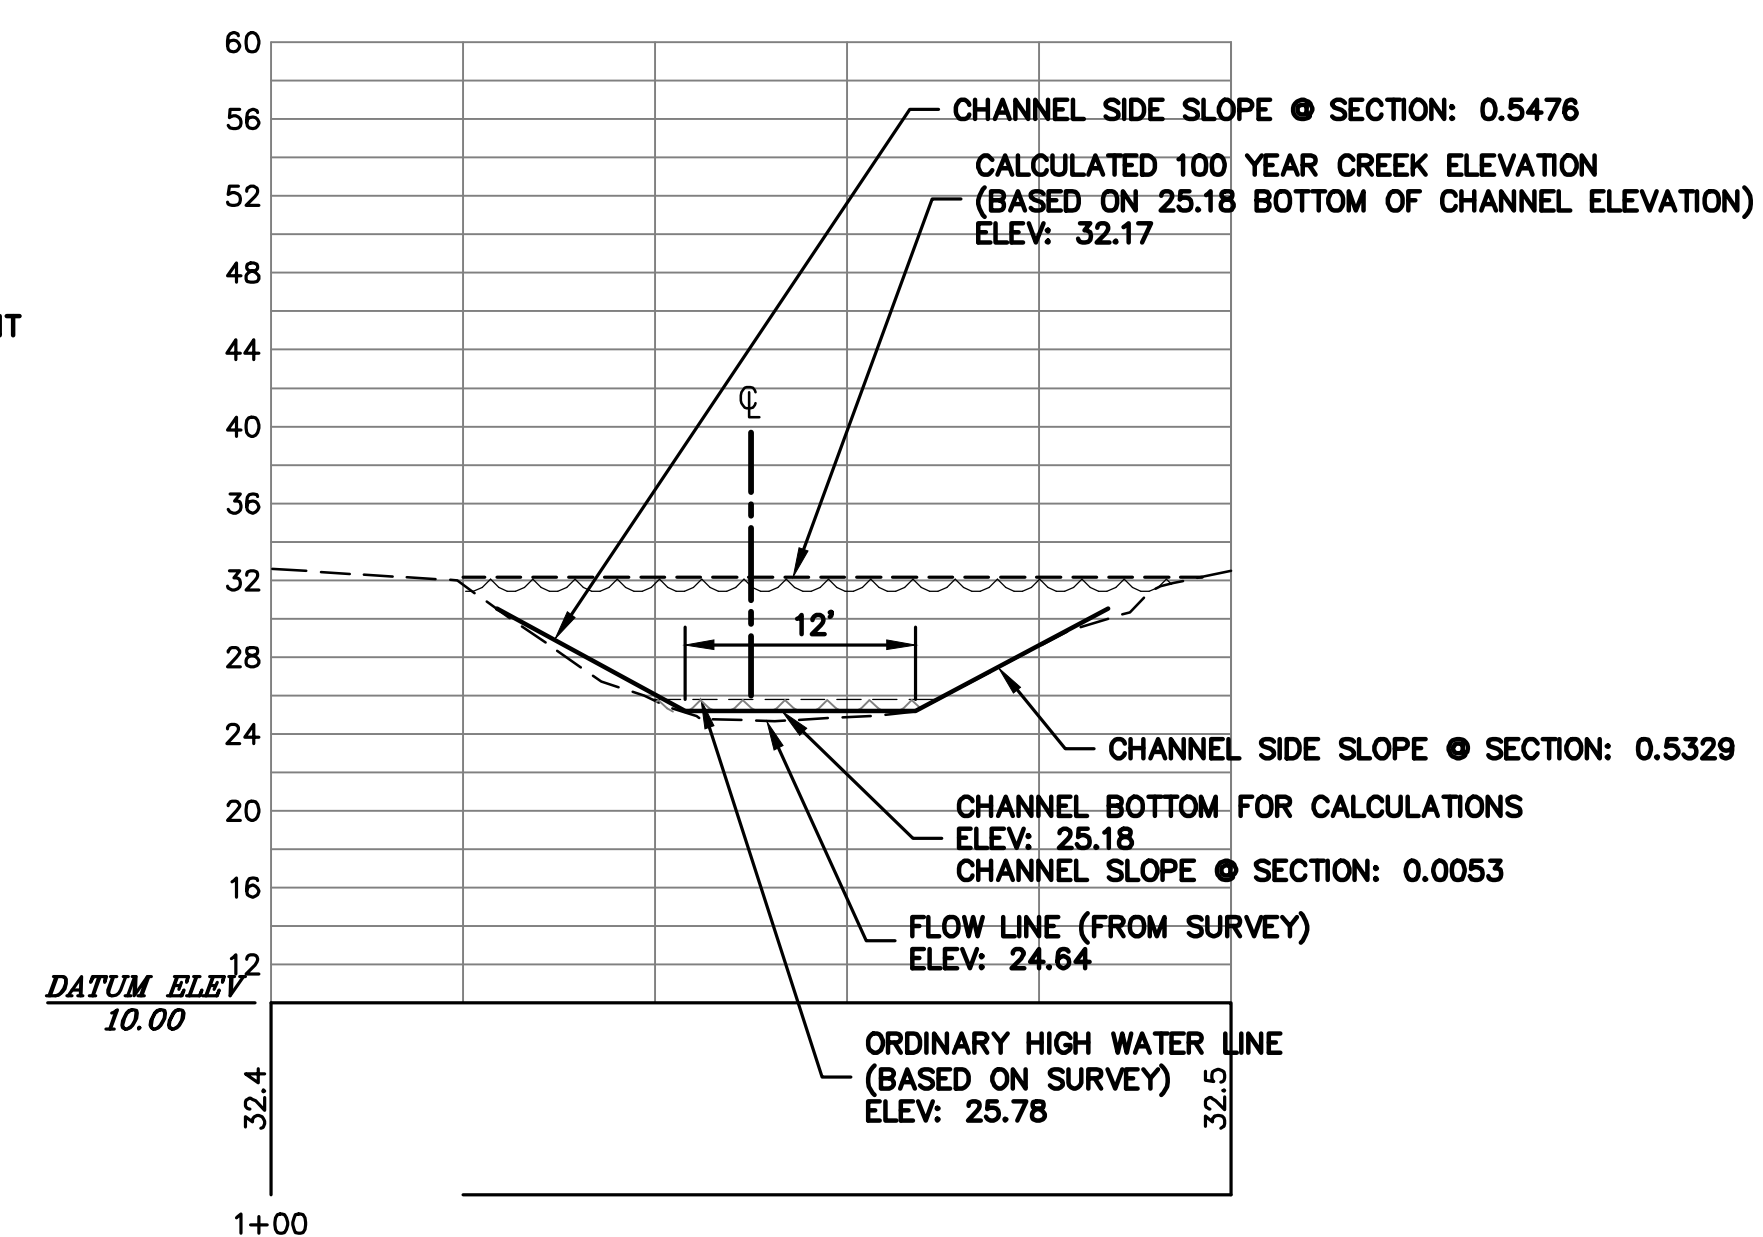 60
56
52
48
44
40
36
32
28
24
20
16
12
CHANNEL SIDE SLOPE @ SECTION: 0.5476
CALCULATED 100 YEAR CREEK ELEVATION
(BASED ON 25.18 BOTTOM OF CHANNEL ELEVATION)
ELEV: 32.17
IT
℄
12'
CHANNEL SIDE SLOPE @ SECTION: 0.5329
CHANNEL BOTTOM FOR CALCULATIONS
ELEV: 25.18
CHANNEL SLOPE @ SECTION: 0.0053
FLOW LINE (FROM SURVEY)
ELEV: 24.64
DATUM ELEV
10.00
ORDINARY HIGH WATER LINE
(BASED ON SURVEY)
ELEV: 25.78
32.4
32.5
1+00